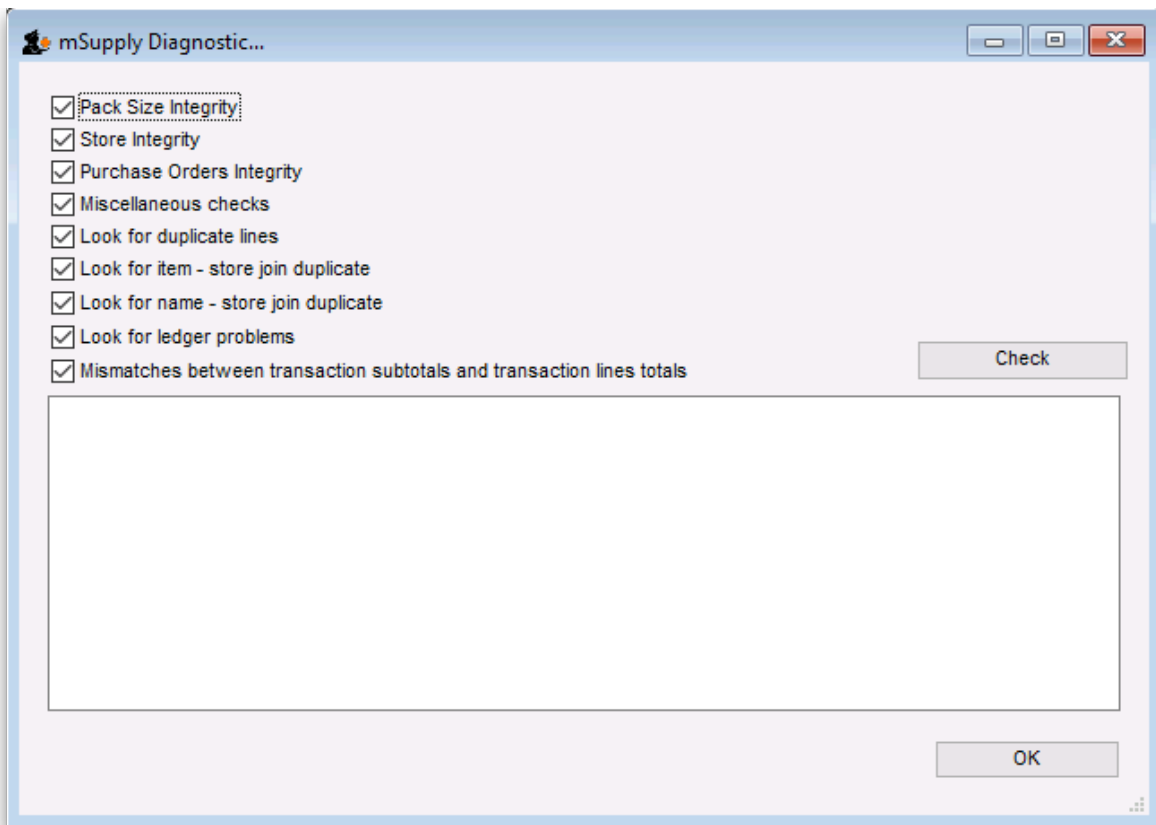 mSupply Diagnostic...
Pack Size Integrity
Store Integrity
Purchase Orders Integrity
Miscellaneous checks
Look for duplicate lines
Look for item - store join duplicate
Look for name - store join duplicate
Look for ledger problems
Mismatches between transaction subtotals and transaction lines totals
Check
OK